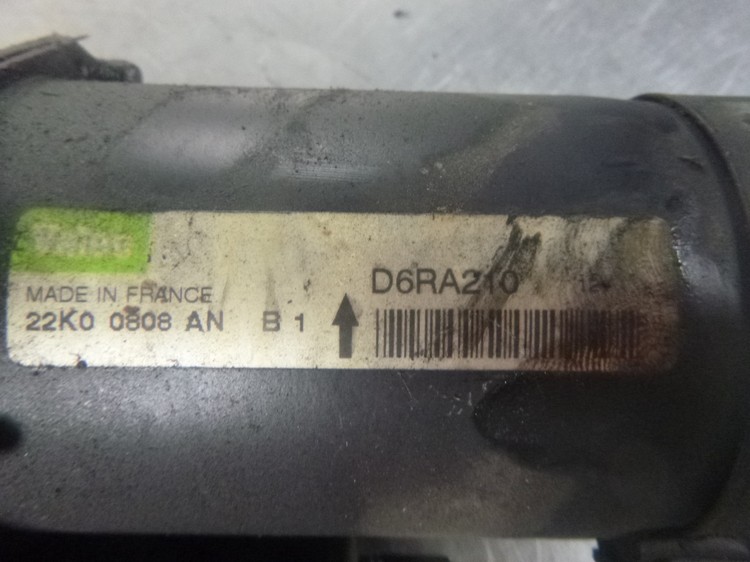 Valeo
D6RA210
MADE IN FRANCE
22K0 0808 AN B 1